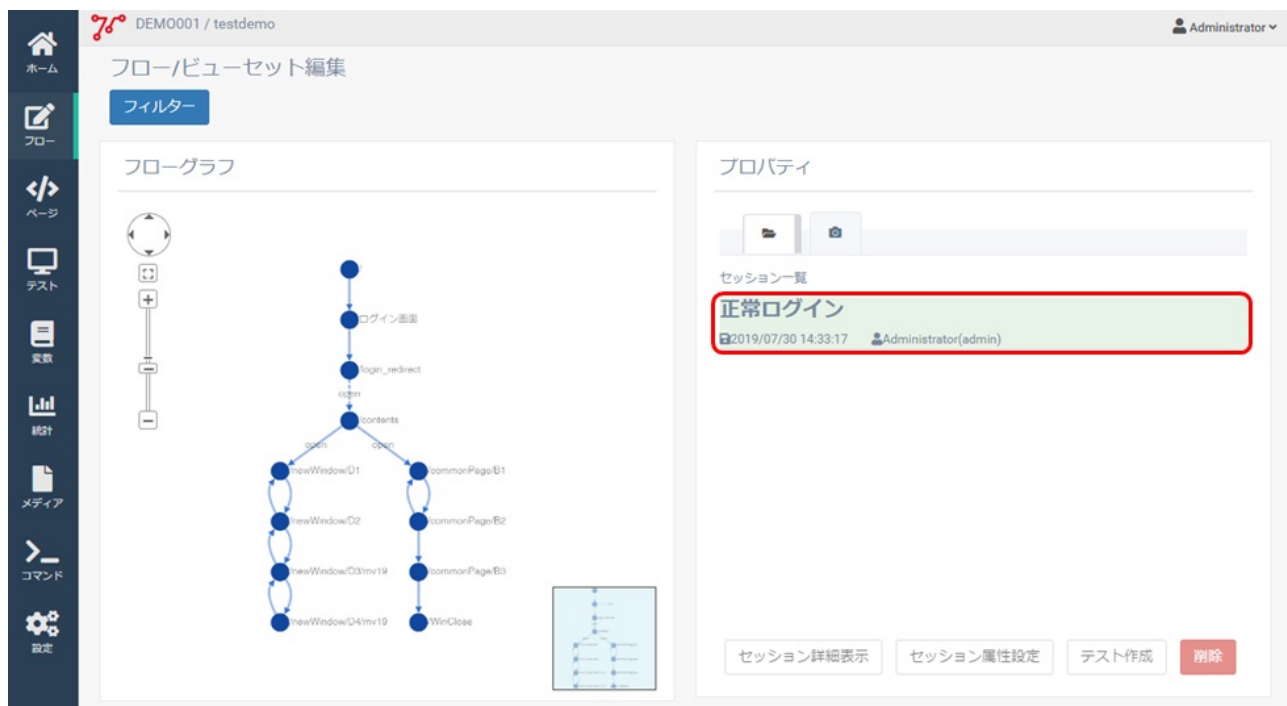 DEMO001 / testdemo
Administrator
ホーム
フロー
ページ
テスト
変数
統計
メディア
コマンド
設定
フロー/ビューセット編集
フィルター
フローグラフ
/
ログイン画面
/login_redirect
open
/contents
open
open
/newWindow/D1
/commonPage/B1
/newWindow/D2
/commonPage/B2
/newWindow/D3/mv19
/commonPage/B3
/newWindow/D4/mv19
/WinClose
プロパティ
セッション一覧
正常ログイン
2019/07/30 14:33:17 Administrator(admin)
セッション詳細表示
セッション属性設定
テスト作成
削除